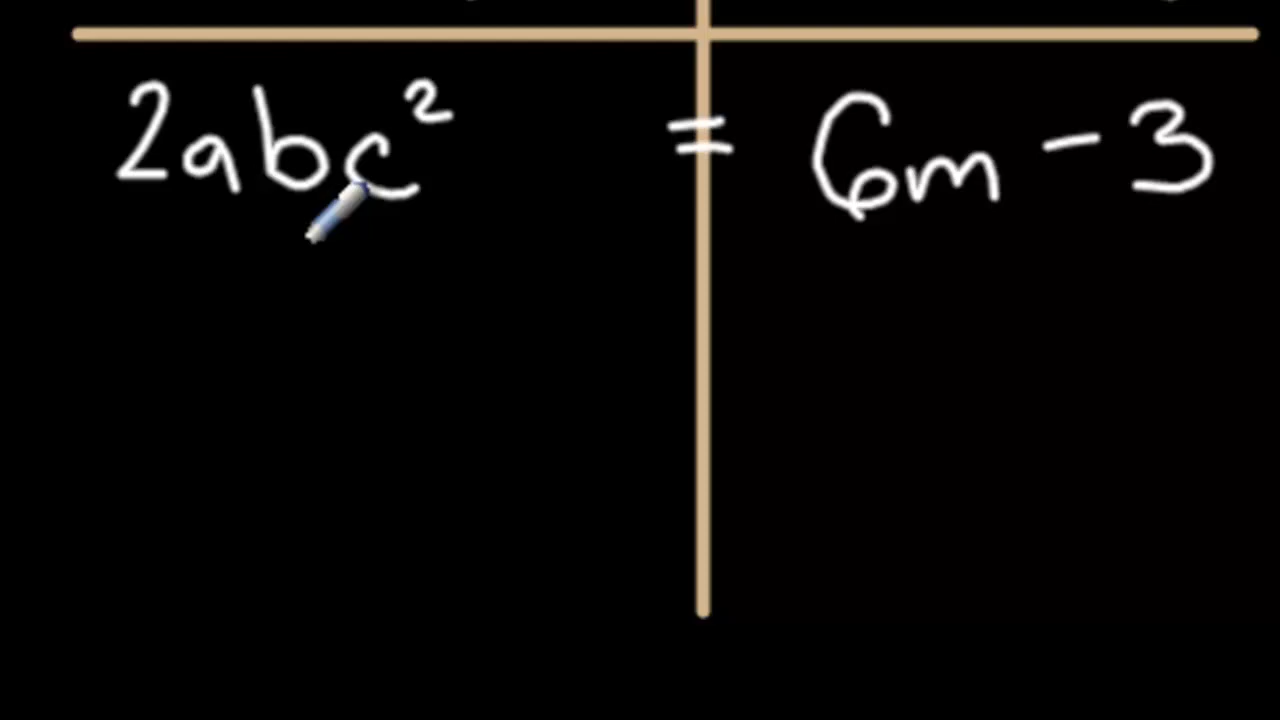 2abc² = 6m - 3